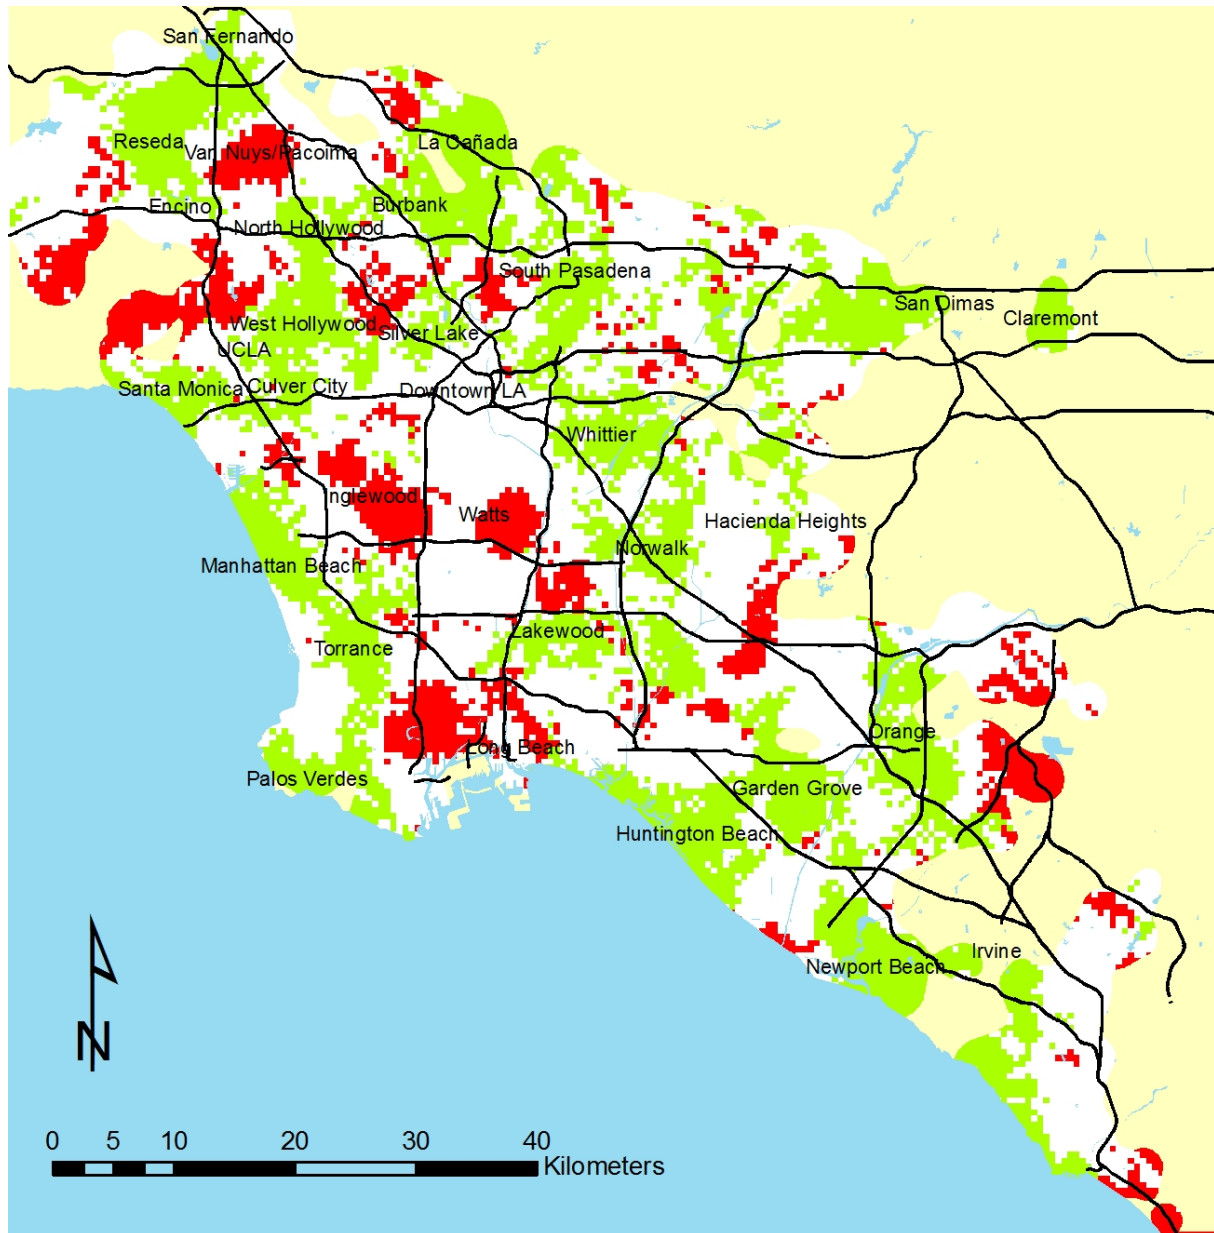 San Fernando
Reseda
La Cañada
Van Nuys/Pacoima
Encino
Burbank
North Hollywood
South Pasadena
San Dimas
Claremont
West Hollywood
Silver Lake
UCLA
Santa Monica
Culver City
Downtown LA
Whittier
Inglewood
Watts
Hacienda Heights
Norwalk
Manhattan Beach
Lakewood
Torrance
Orange
Long Beach
Palos Verdes
Garden Grove
Huntington Beach
Irvine
Newport Beach
N
0 5 10 20 30 40
Kilometers